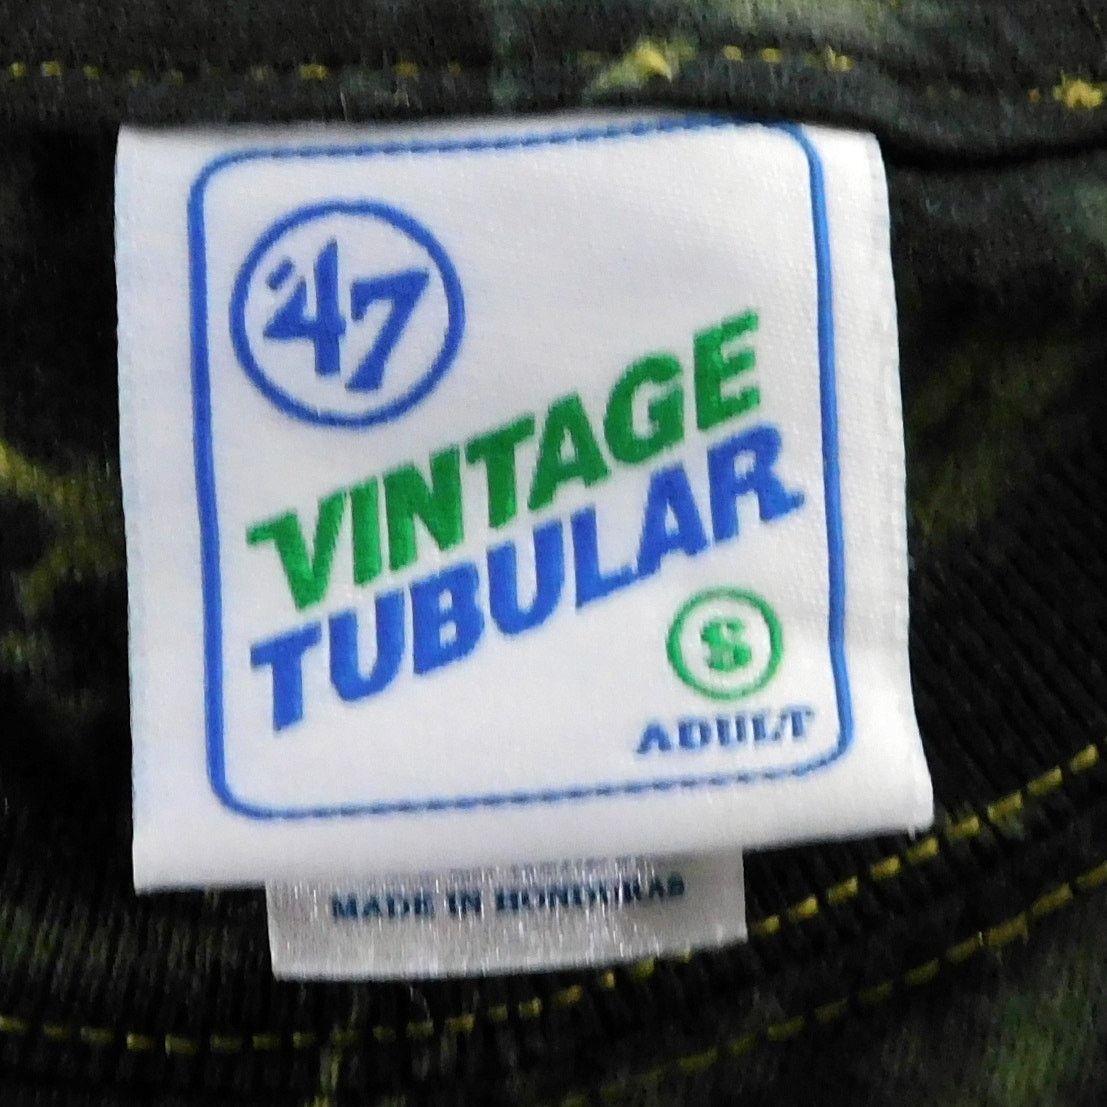 '47
VINTAGE
TUBULAR
S
ADULT
MADE IN HONDURAS